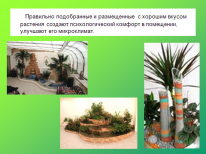 Правильно подобранные и размещенные с хорошим вкусом
растения создают психологический комфорт в помещении,
улучшают его микроклимат.